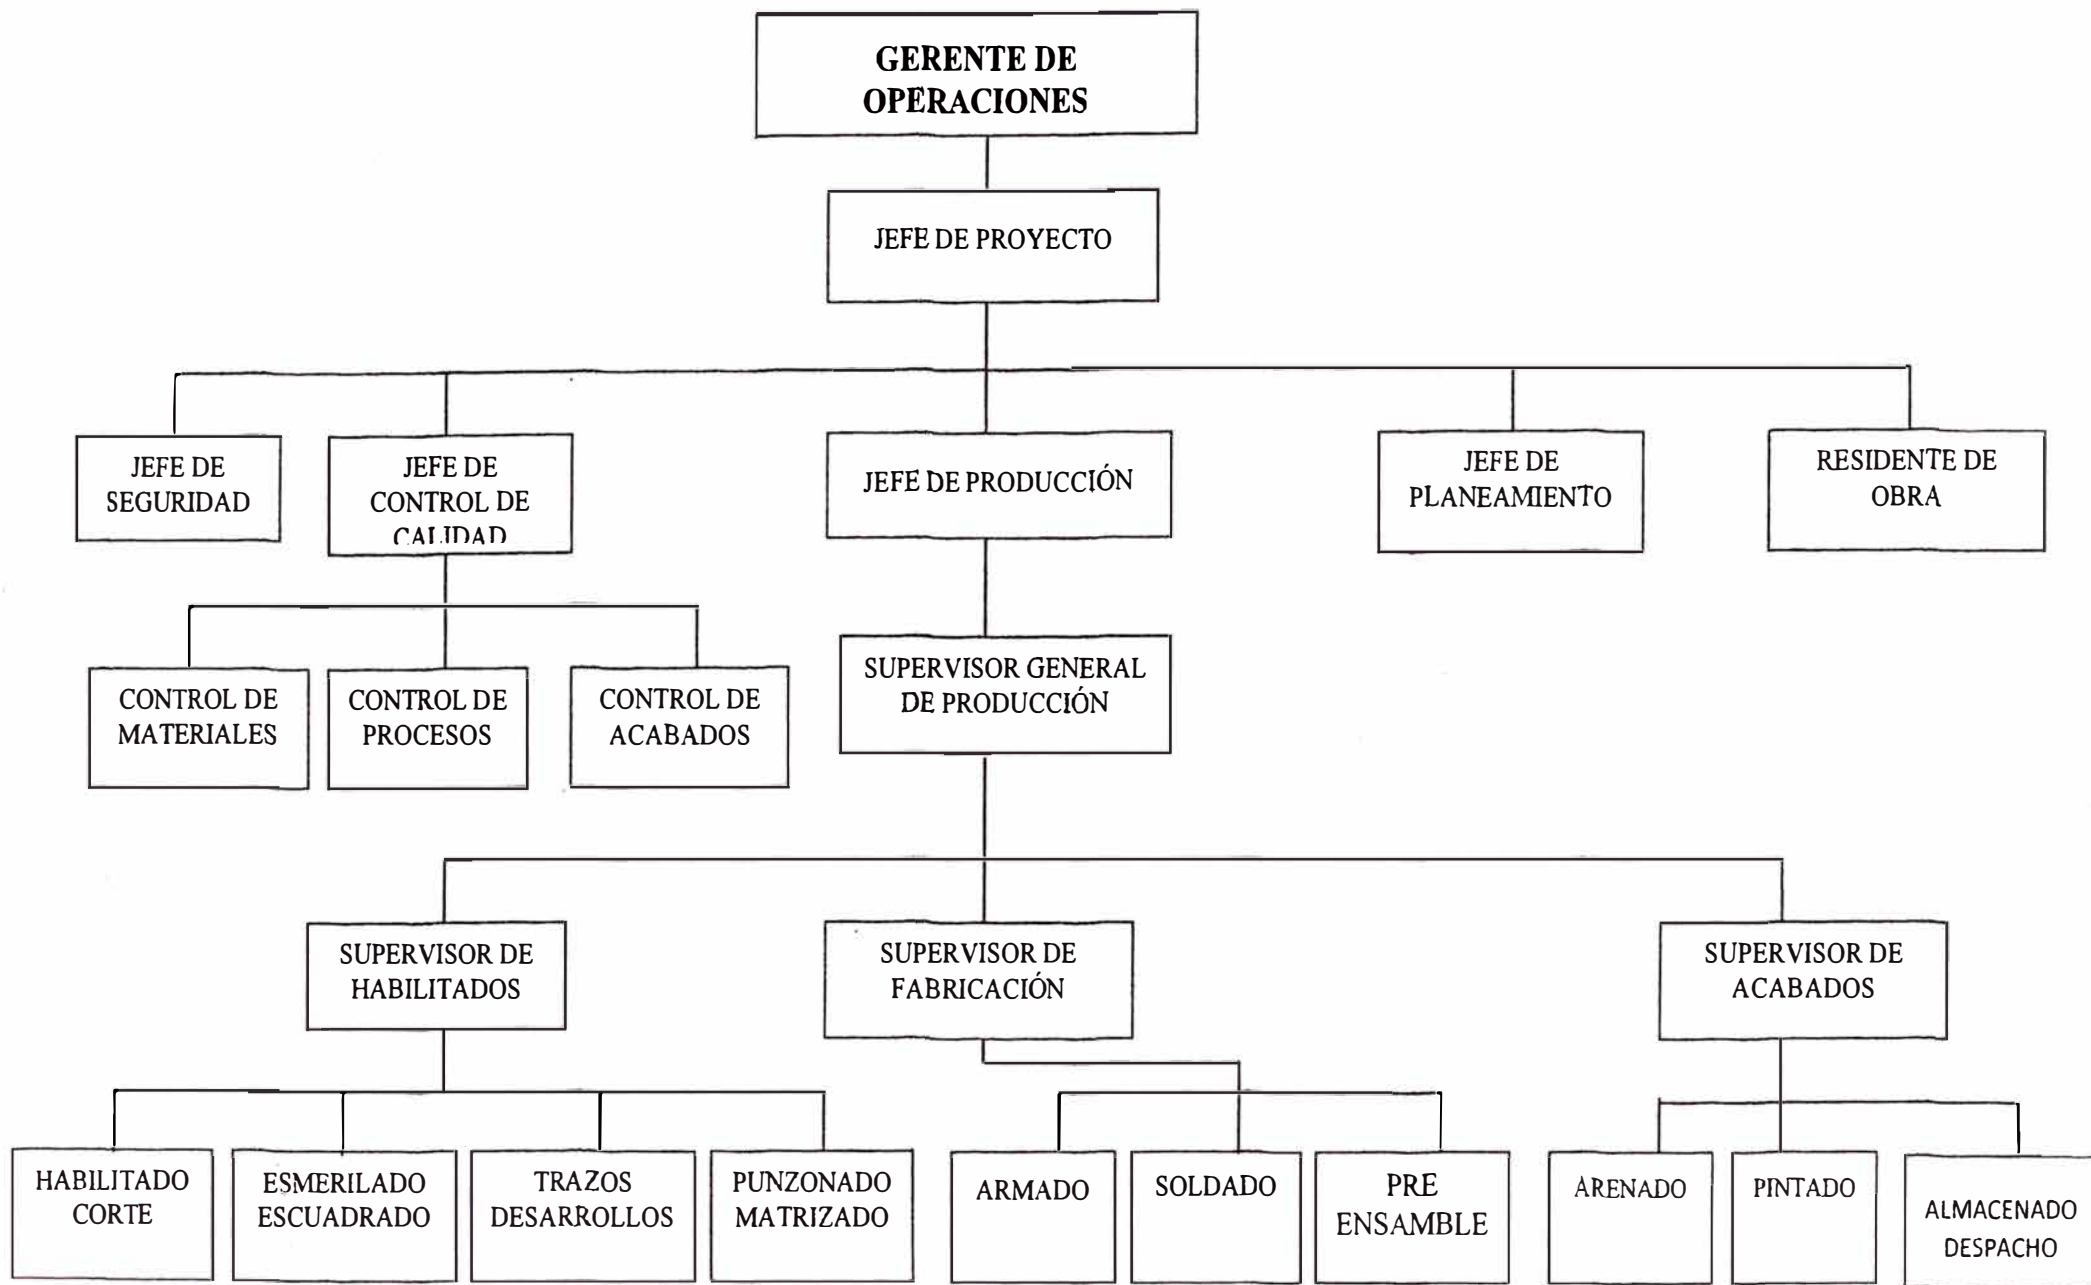 GERENTE DE
OPERACIONES
JEFE DE PROYECTO
JEFE DE
SEGURIDAD
JEFE DE
CONTROL DE
CALIDAD
JEFE DE PRODUCCIÓN
JEFE DE
PLANEAMIENTO
RESIDENTE DE
OBRA
CONTROL DE
MATERIALES
CONTROL DE
PROCESOS
CONTROL DE
ACABADOS
SUPERVISOR GENERAL
DE PRODUCCIÓN
SUPERVISOR DE
HABILITADOS
SUPERVISOR DE
FABRICACIÓN
SUPERVISOR DE
ACABADOS
HABILITADO
CORTE
ESMERILADO
ESCUADRADO
TRAZOS
DESARROLLOS
PUNZONADO
MATRIZADO
ARMADO
SOLDADO
PRE
ENSAMBLE
ARENADO
PINTADO
ALMACENADO
DESPACHO